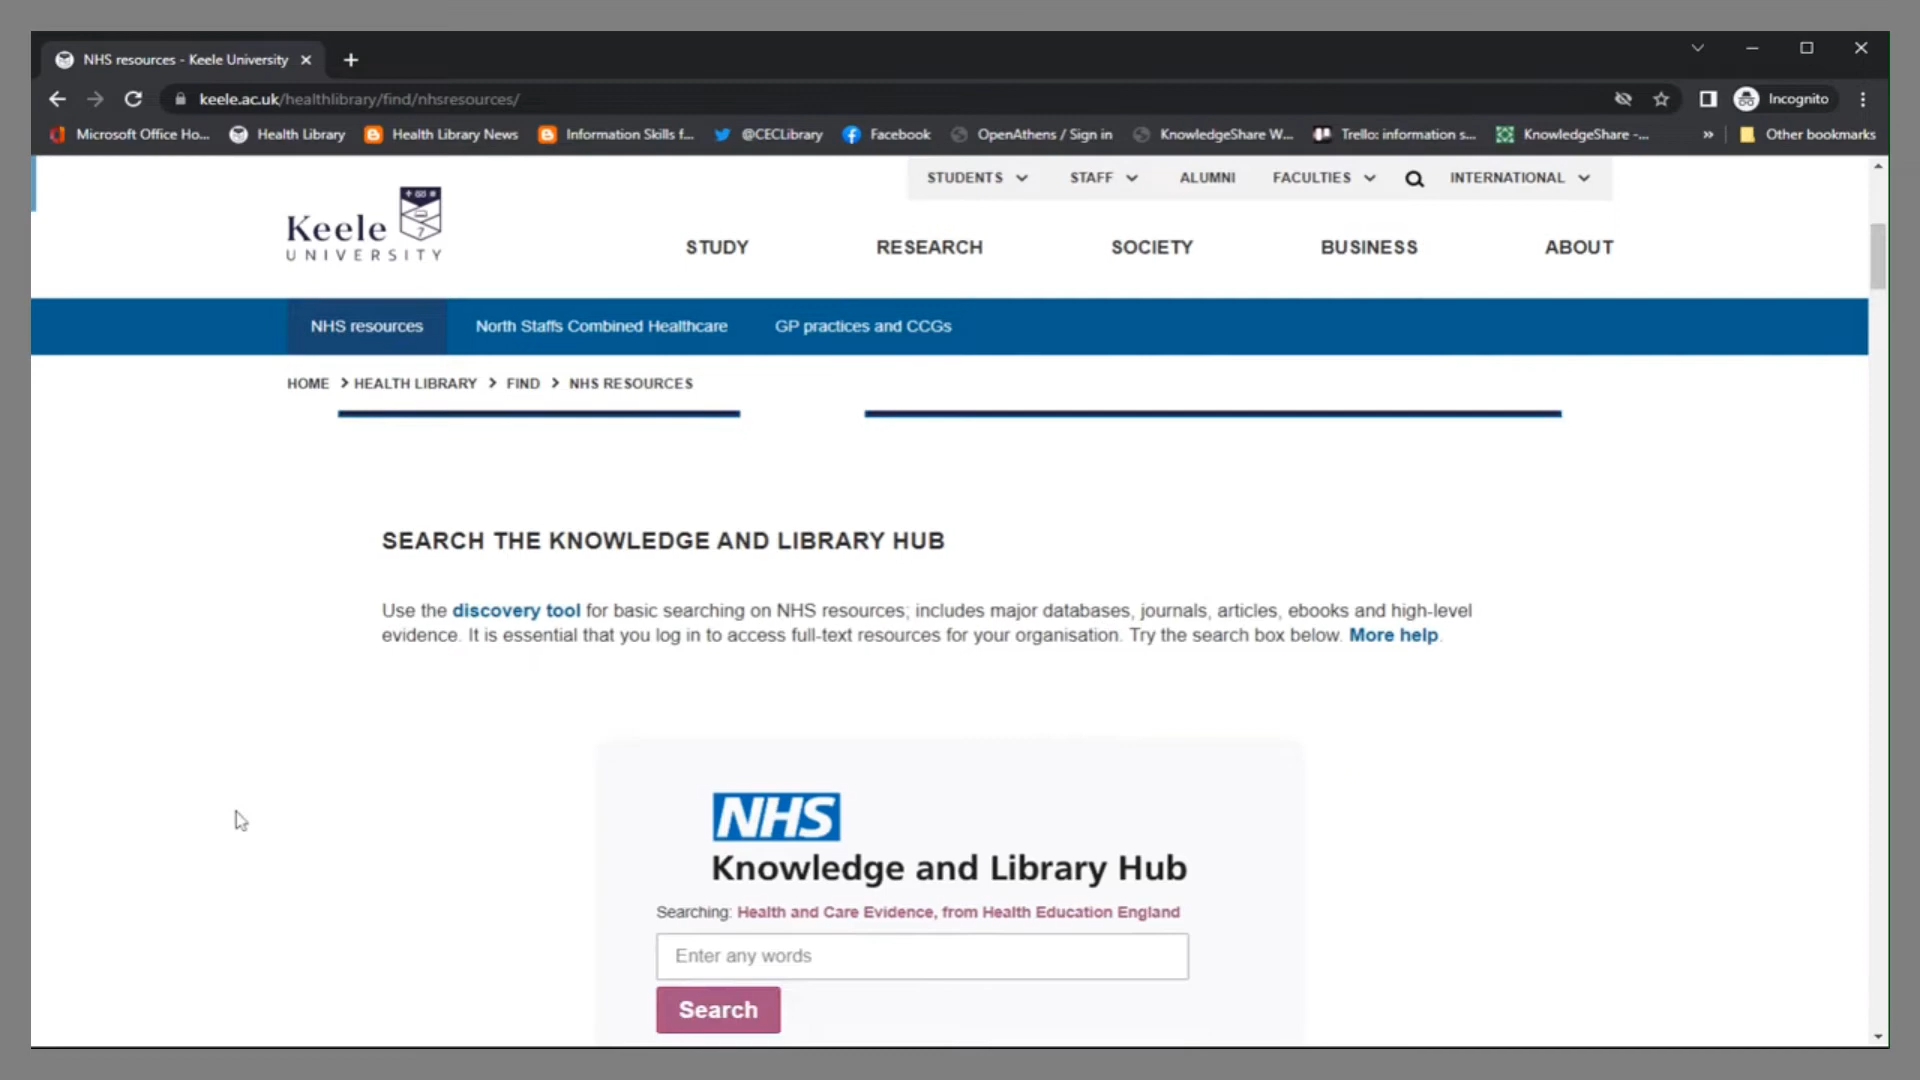 NHS resources - Keele University
keele.ac.uk/healthlibrary/find/nhsresources/
Incognito
Microsoft Office Ho...
Health Library
Health Library News
Information Skills f...
@CECLibrary
Facebook
OpenAthens / Sign in
KnowledgeShare W...
Trello: information s...
KnowledgeShare -...
»
Other bookmarks
STUDENTS
STAFF
ALUMNI
FACULTIES
INTERNATIONAL
Keele
UNIVERSITY
STUDY
RESEARCH
SOCIETY
BUSINESS
ABOUT
NHS resources
North Staffs Combined Healthcare
GP practices and CCGs
HOME > HEALTH LIBRARY > FIND > NHS RESOURCES
SEARCH THE KNOWLEDGE AND LIBRARY HUB
Use the discovery tool for basic searching on NHS resources; includes major databases, journals, articles, ebooks and high-level
evidence. It is essential that you log in to access full-text resources for your organisation. Try the search box below. More help.
NHS
Knowledge and Library Hub
Searching: Health and Care Evidence, from Health Education England
Enter any words
Search